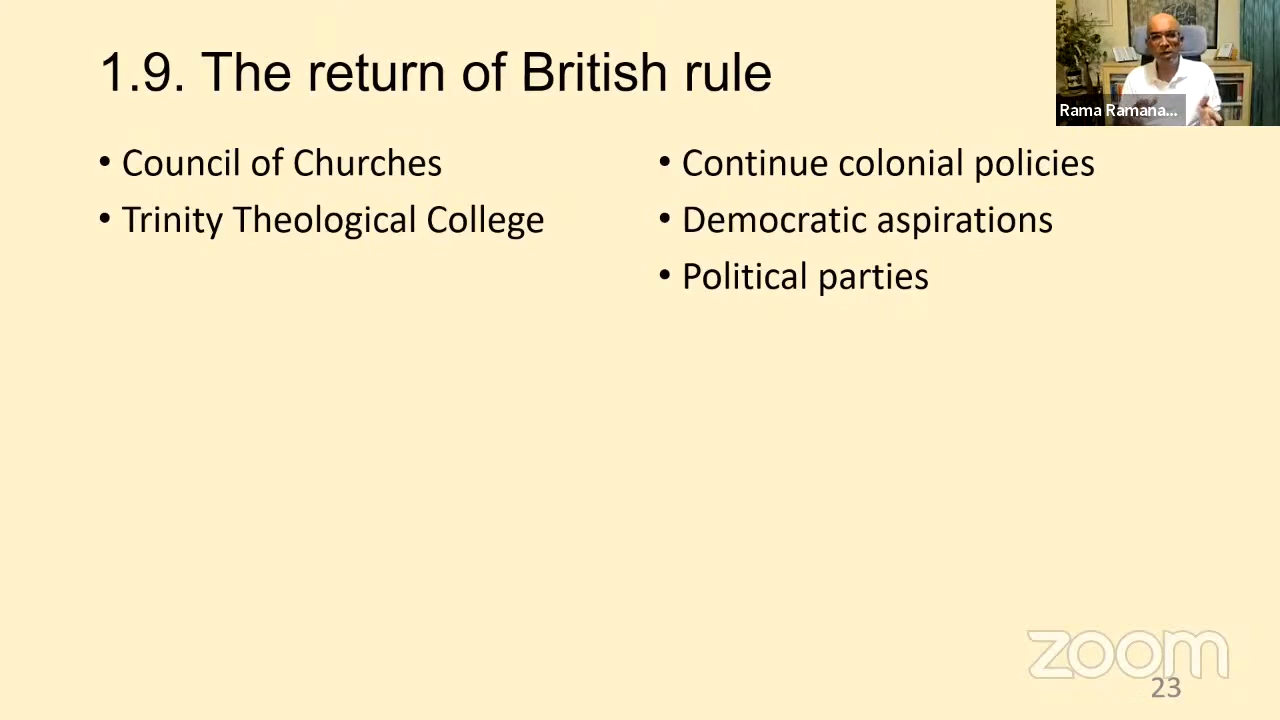 1.9. The return of British rule
Rama Ramana...
• Council of Churches
• Trinity Theological College
• Continue colonial policies
• Democratic aspirations
• Political parties
zoom
23